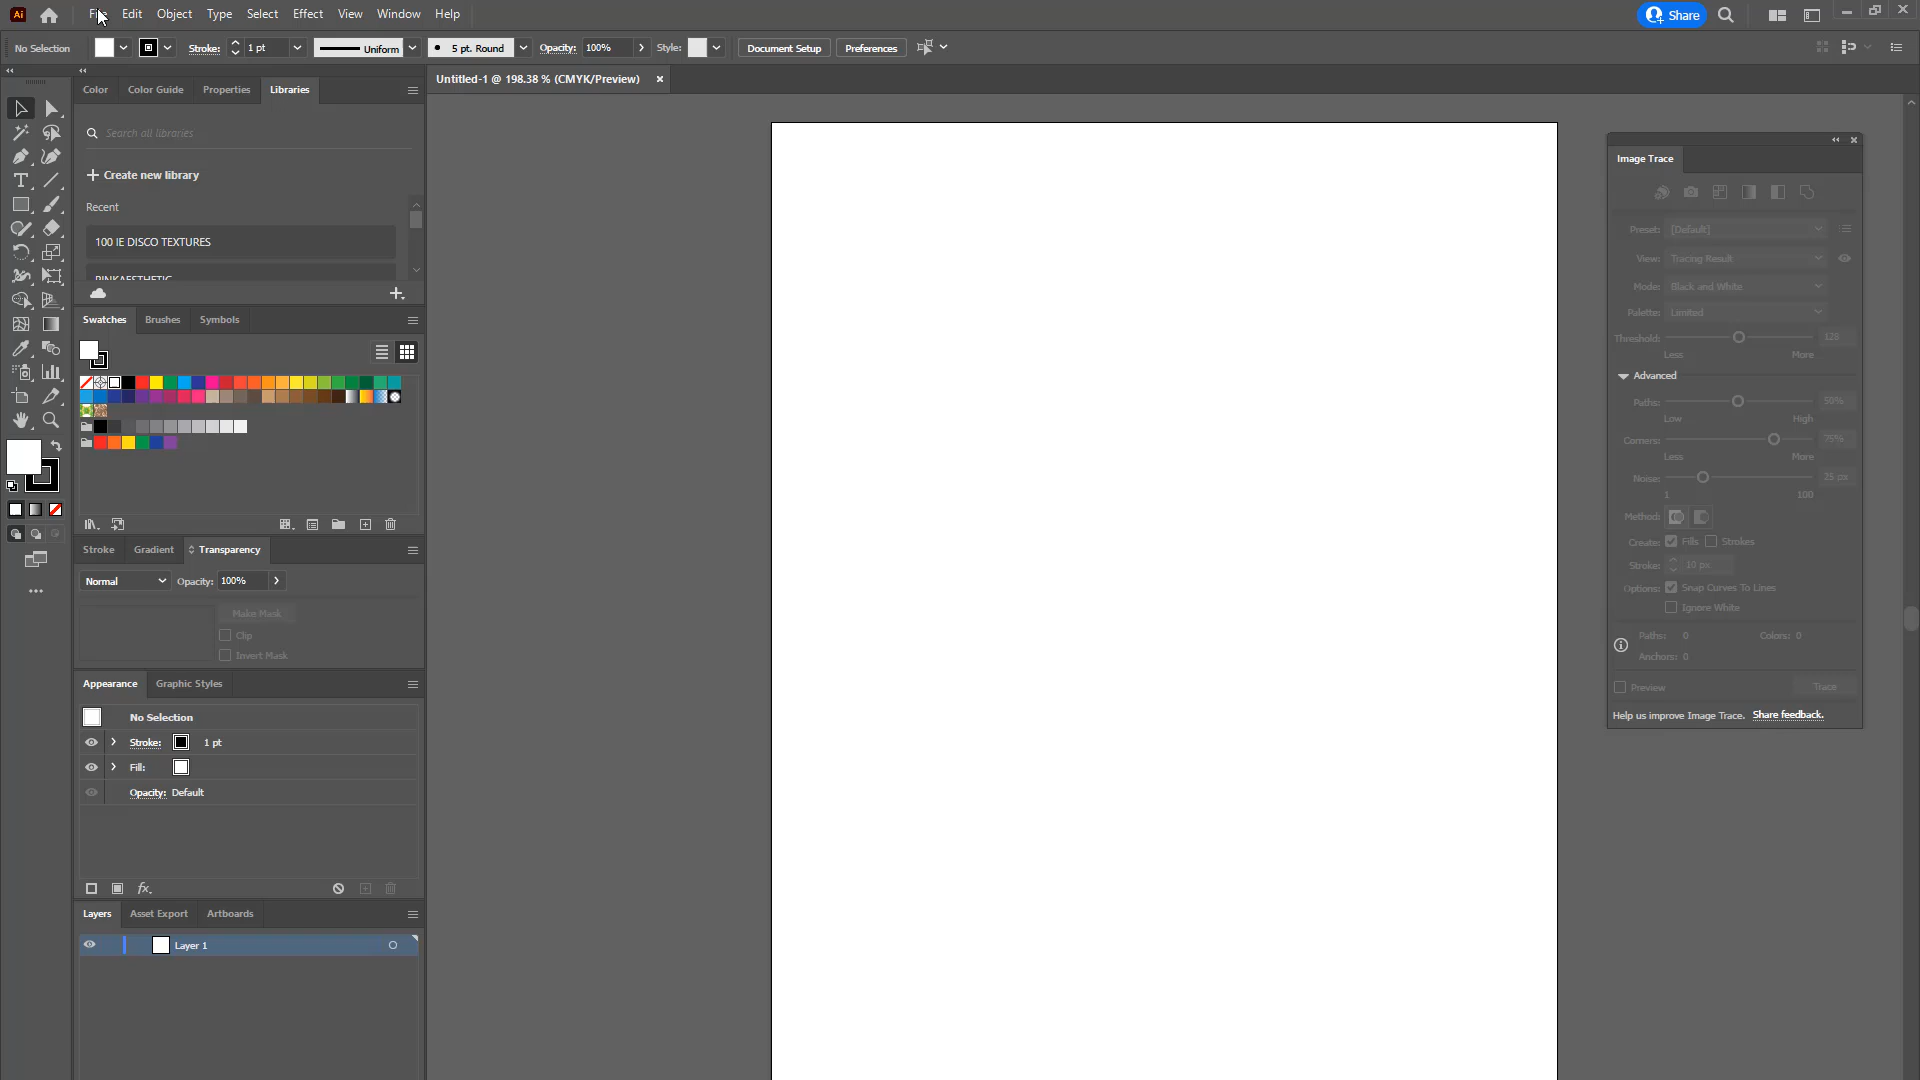 Ai File Edit Object Type Select Effect View Window Help Share
No Selection Stroke: 1 pt Uniform 5 pt. Round Opacity: 100% Style: Document Setup Preferences
Color Color Guide Properties Libraries
Untitled-1 @ 198.38 % (CMYK/Preview)
Search all libraries
Create new library
Recent
100 IE DISCO TEXTURES
PINKAESTHETIC
Swatches Brushes Symbols
Stroke Gradient Transparency
Normal Opacity: 100%
Make Mask
Clip
Invert Mask
Appearance Graphic Styles
No Selection
Stroke: 1 pt
Fill:
Opacity: Default
fx.
Layers Asset Export Artboards
Layer 1
Image Trace
Preset: [Default]
View: Tracing Result
Mode: Black and White
Palette: Limited
Threshold: 128
Less More
Advanced
Paths: 50%
Low High
Corners: 75%
Less More
Noise: 25 px
1 100
Method:
Create: Fills Strokes
Stroke: 10 px
Options: Snap Curves To Lines
Ignore White
Paths: 0 Colors: 0
Anchors: 0
Preview Trace
Help us improve Image Trace. Share feedback.